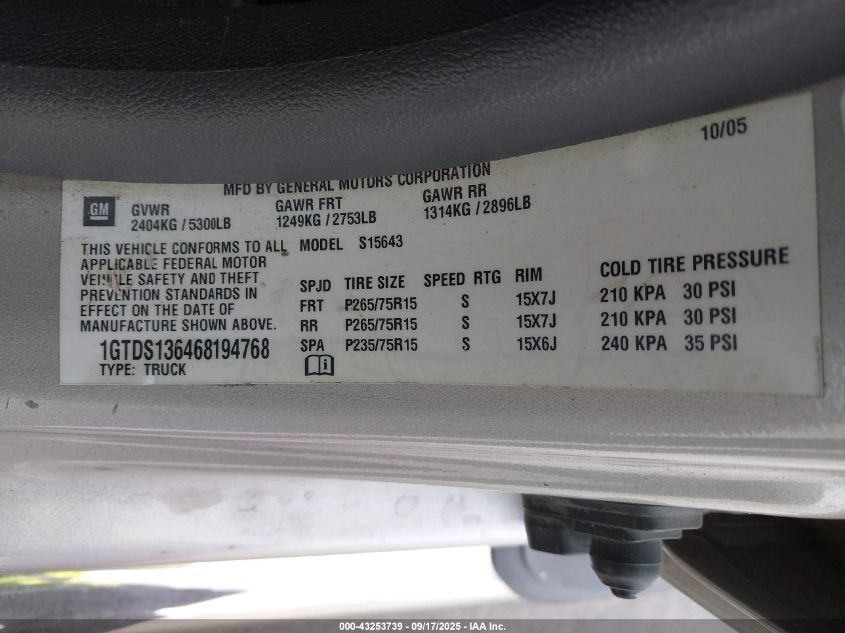 10/05
MFD BY GENERAL MOTORS CORPORATION
GM GVWR GAWR FRT GAWR RR
2404KG / 5300LB 1249KG / 2753LB 1314KG / 2896LB
THIS VEHICLE CONFORMS TO ALL MODEL S15643
APPLICABLE FEDERAL MOTOR
VEHICLE SAFETY AND THEFT
PREVENTION STANDARDS IN
EFFECT ON THE DATE OF
MANUFACTURE SHOWN ABOVE.
SPJD TIRE SIZE SPEED RTG RIM COLD TIRE PRESSURE
FRT P265/75R15 S 15X7J 210 KPA 30 PSI
RR P265/75R15 S 15X7J 210 KPA 30 PSI
SPA P235/75R15 S 15X6J 240 KPA 35 PSI
1GTDS136468194768
TYPE: TRUCK
000-43253739 - 09/17/2025 - IAA Inc.